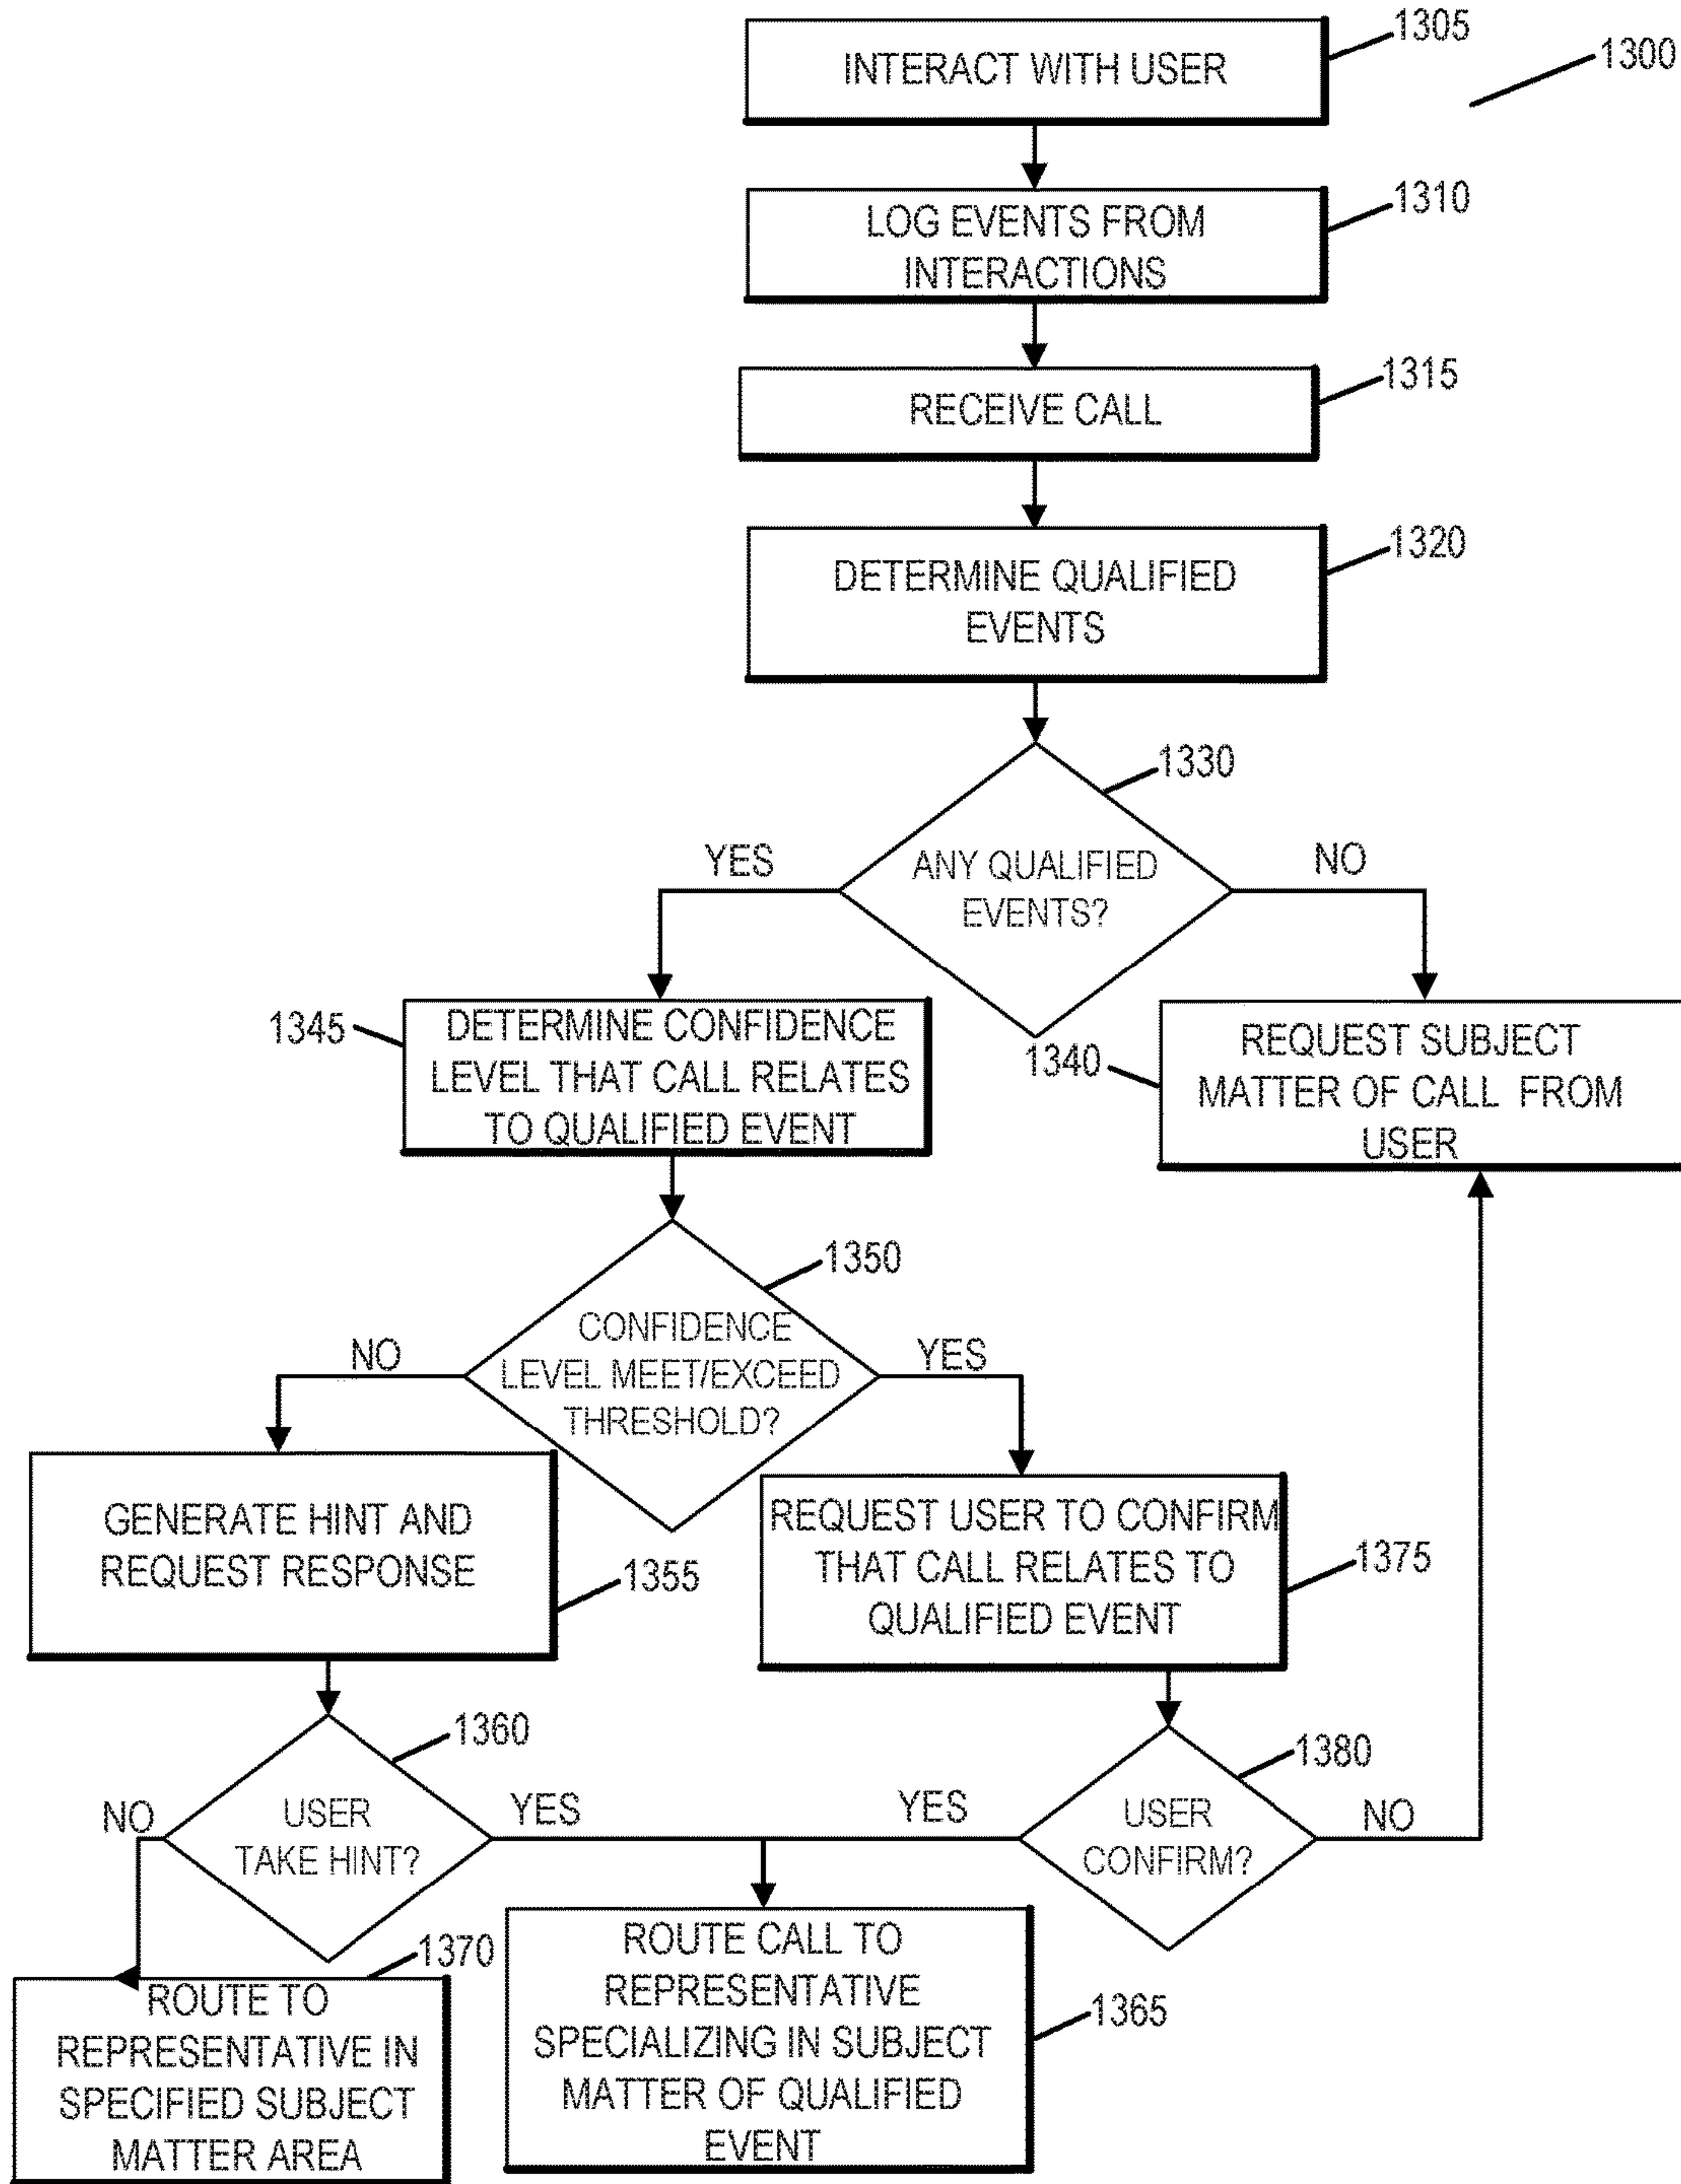 1305
1300
INTERACT WITH USER
1310
LOG EVENTS FROM
INTERACTIONS
1315
RECEIVE CALL
1320
DETERMINE QUALIFIED
EVENTS
1330
YES
ANY QUALIFIED
EVENTS?
NO
1345
DETERMINE CONFIDENCE
LEVEL THAT CALL RELATES
TO QUALIFIED EVENT
1340
REQUEST SUBJECT
MATTER OF CALL FROM
USER
1350
NO
CONFIDENCE
LEVEL MEET/EXCEED
THRESHOLD?
YES
GENERATE HINT AND
REQUEST RESPONSE
1355
REQUEST USER TO CONFIRM
THAT CALL RELATES TO
QUALIFIED EVENT
1375
1360
NO
USER
TAKE HINT?
YES
1380
YES
USER
CONFIRM?
NO
1370
ROUTE TO
REPRESENTATIVE IN
SPECIFIED SUBJECT
MATTER AREA
ROUTE CALL TO
REPRESENTATIVE
SPECIALIZING IN SUBJECT
MATTER OF QUALIFIED
EVENT
1365